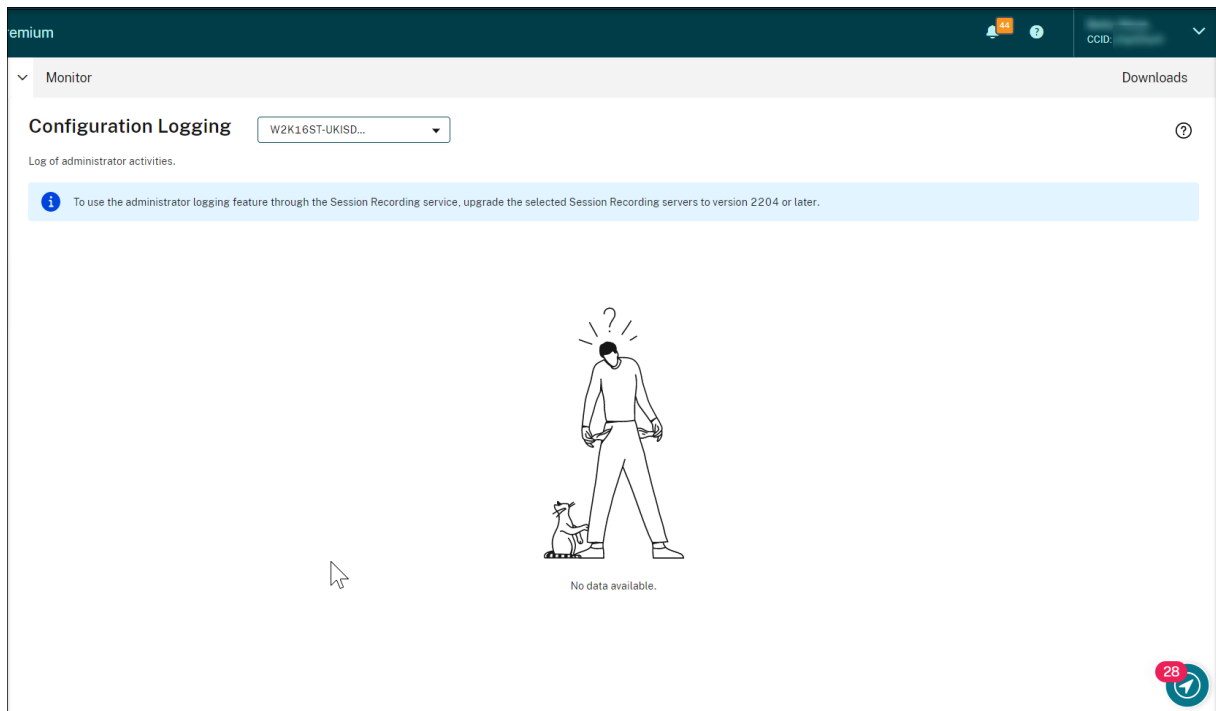 emium
44
?
CCID:
Monitor
Downloads
Configuration Logging
W2K16ST-UKISD...
?
Log of administrator activities.
i
To use the administrator logging feature through the Session Recording service, upgrade the selected Session Recording servers to version 2204 or later.
?
No data available.
28